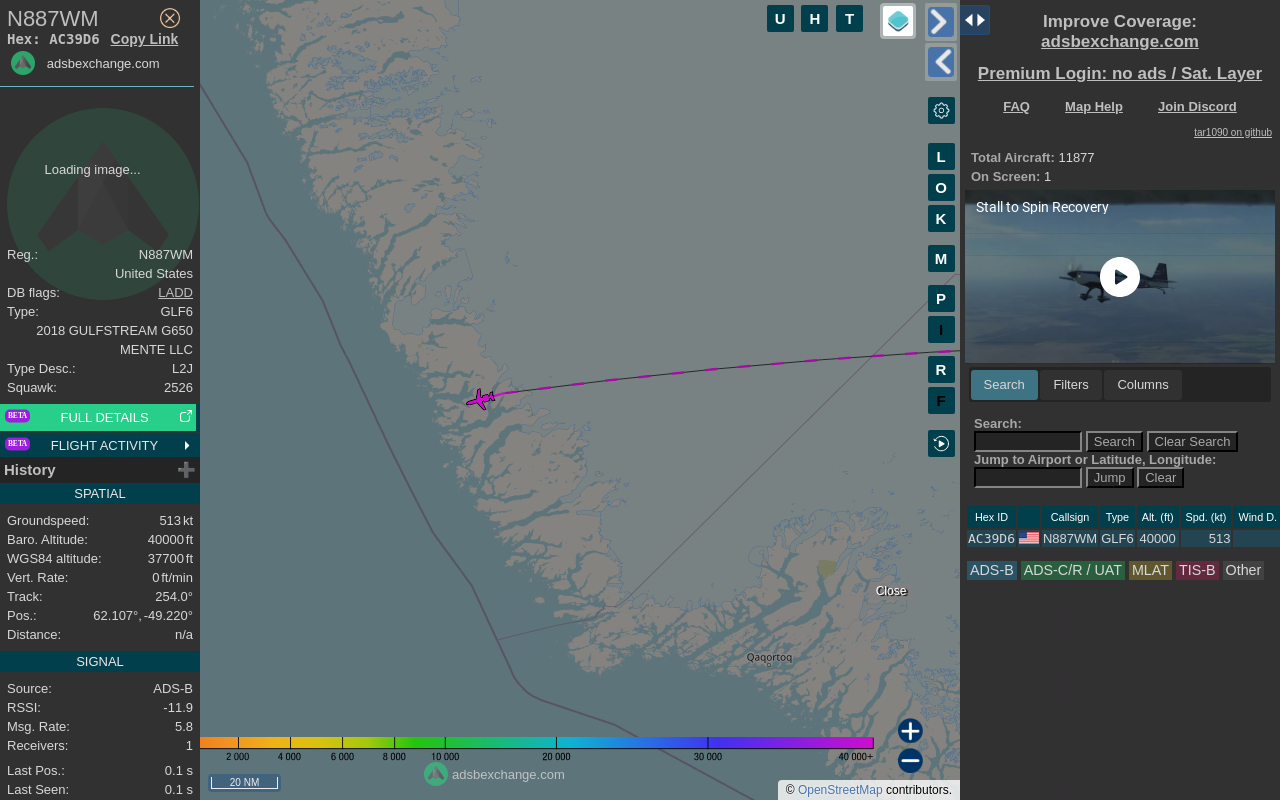 N887WM
Hex: AC39D6 Copy Link
adsbexchange.com
Loading image...
Reg.: N887WM
United States
DB flags: LADD
Type: GLF6
2018 GULFSTREAM G650
MENTE LLC
Type Desc.: L2J
Squawk: 2526
BETA FULL DETAILS
BETA FLIGHT ACTIVITY
History
SPATIAL
Groundspeed: 513 kt
Baro. Altitude: 40000 ft
WGS84 altitude: 37700 ft
Vert. Rate: 0 ft/min
Track: 254.0°
Pos.: 62.107°, -49.220°
Distance: n/a
SIGNAL
Source: ADS-B
RSSI: -11.9
Msg. Rate: 5.8
Receivers: 1
Last Pos.: 0.1 s
Last Seen: 0.1 s
U H T
L
O
K
M
P
I
R
F
Close
Qaqortoq
2 000 4 000 6 000 8 000 10 000 20 000 30 000 40 000+
20 NM
adsbexchange.com
© OpenStreetMap contributors.
Improve Coverage:
adsbexchange.com
Premium Login: no ads / Sat. Layer
FAQ Map Help Join Discord
tar1090 on github
Total Aircraft: 11877
On Screen: 1
Stall to Spin Recovery
Search Filters Columns
Search:
Search Clear Search
Jump to Airport or Latitude, Longitude:
Jump Clear
Hex ID Callsign Type Alt. (ft) Spd. (kt) Wind D.
AC39D6 N887WM GLF6 40000 513
ADS-B ADS-C/R / UAT MLAT TIS-B Other